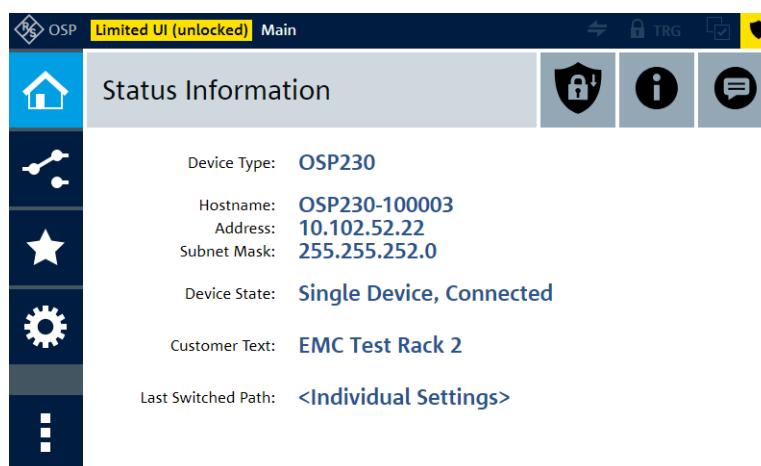 R&S OSP Limited UI (unlocked) Main TRG
Status Information
Device Type: OSP230
Hostname: OSP230-100003
Address: 10.102.52.22
Subnet Mask: 255.255.252.0
Device State: Single Device, Connected
Customer Text: EMC Test Rack 2
Last Switched Path: <Individual Settings>